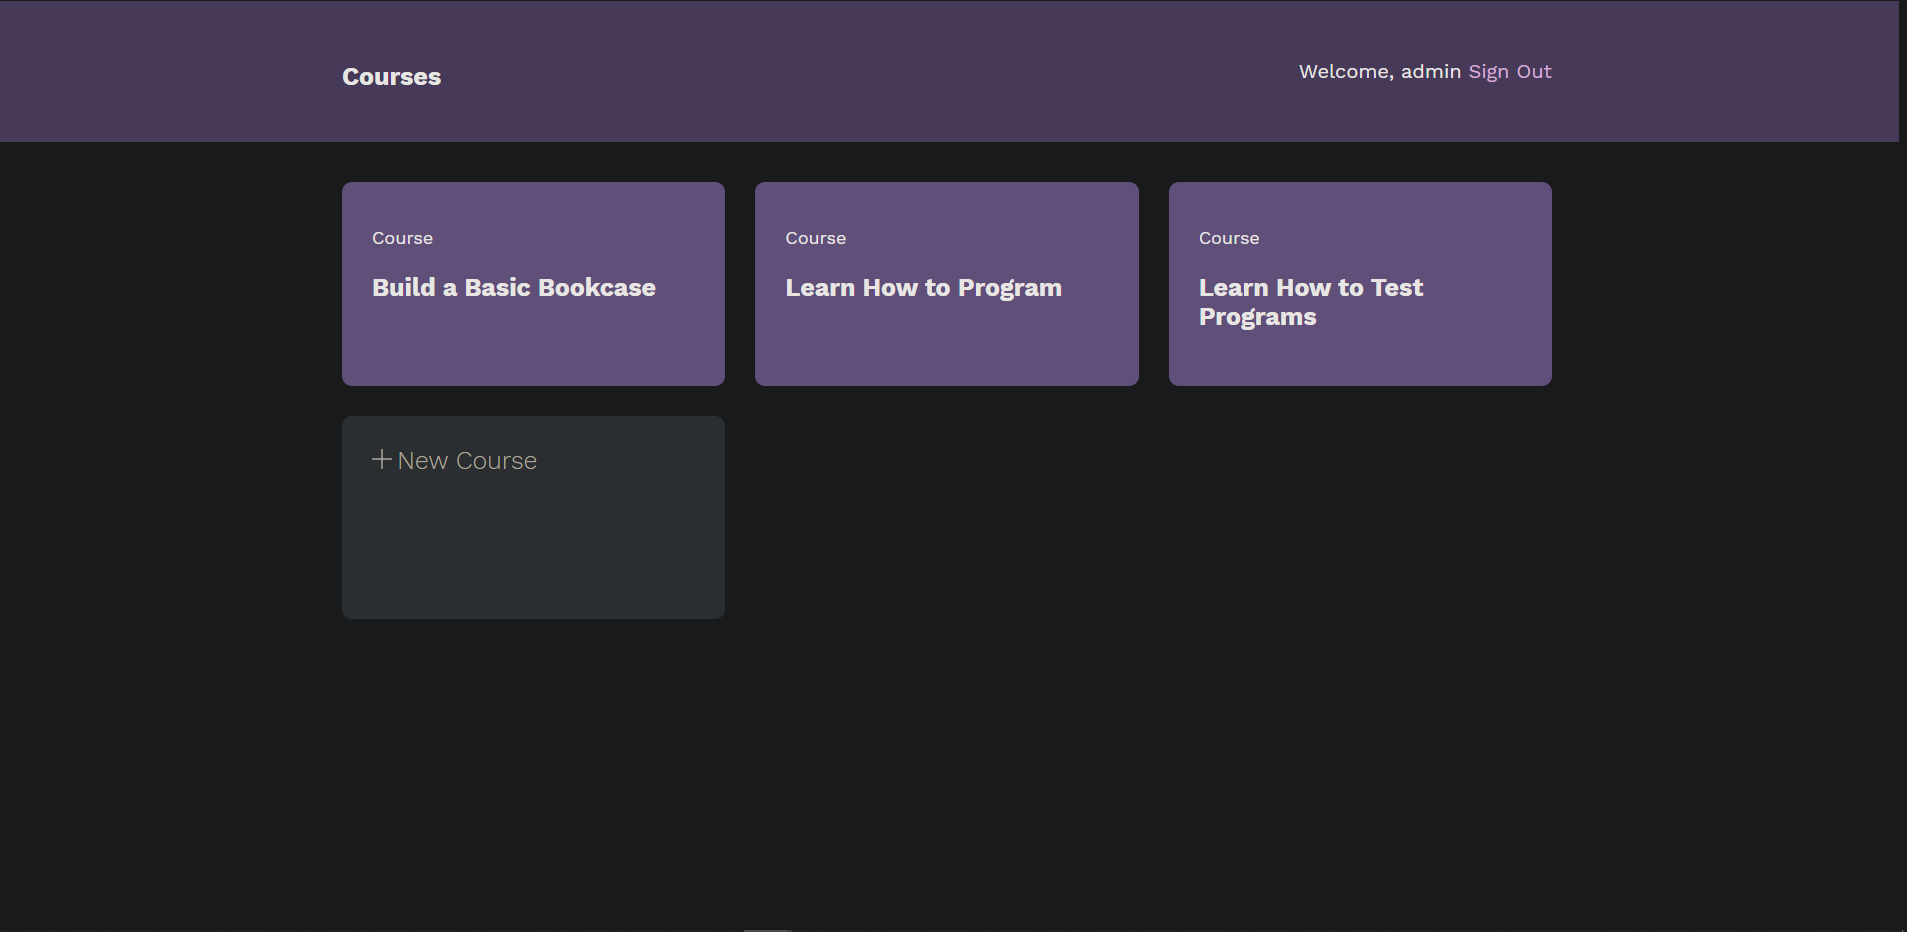 Courses
Welcome, admin Sign Out
Course
Build a Basic Bookcase
Course
Learn How to Program
Course
Learn How to Test
Programs
New Course